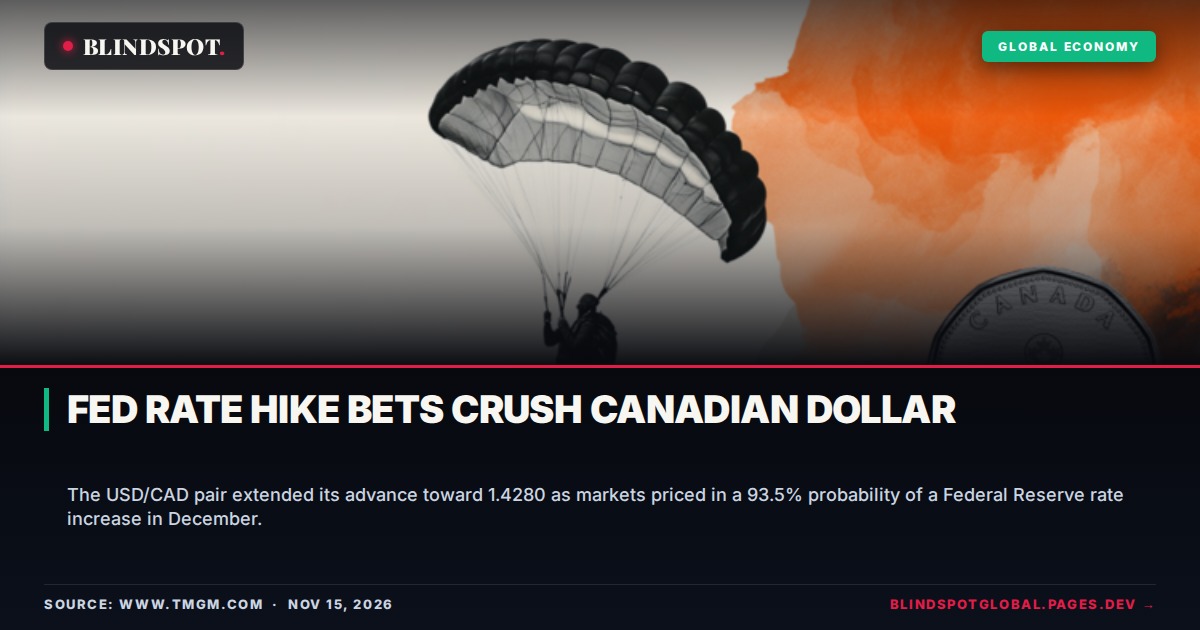 BLINDSPOT.
GLOBAL ECONOMY
CANADA
FED RATE HIKE BETS CRUSH CANADIAN DOLLAR
The USD/CAD pair extended its advance toward 1.4280 as markets priced in a 93.5% probability of a Federal Reserve rate
increase in December.
SOURCE: WWW.TMGM.COM · NOV 15, 2026
BLINDSPOTGLOBAL.PAGES.DEV →